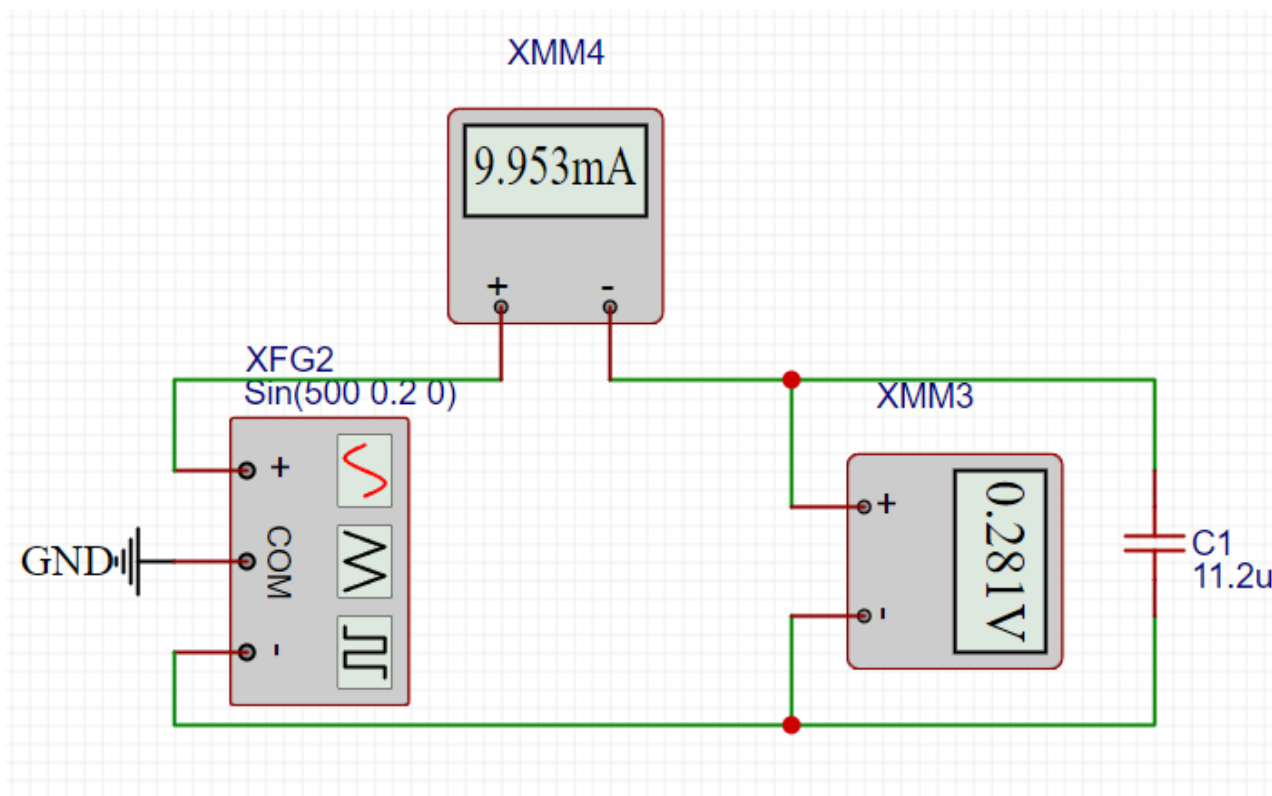 XMM4
9.953mA
+ -
XFG2
Sin(500 0.2 0)
XMM3
+
+
0.281V
GND
COM
C1
11.2u
-
-